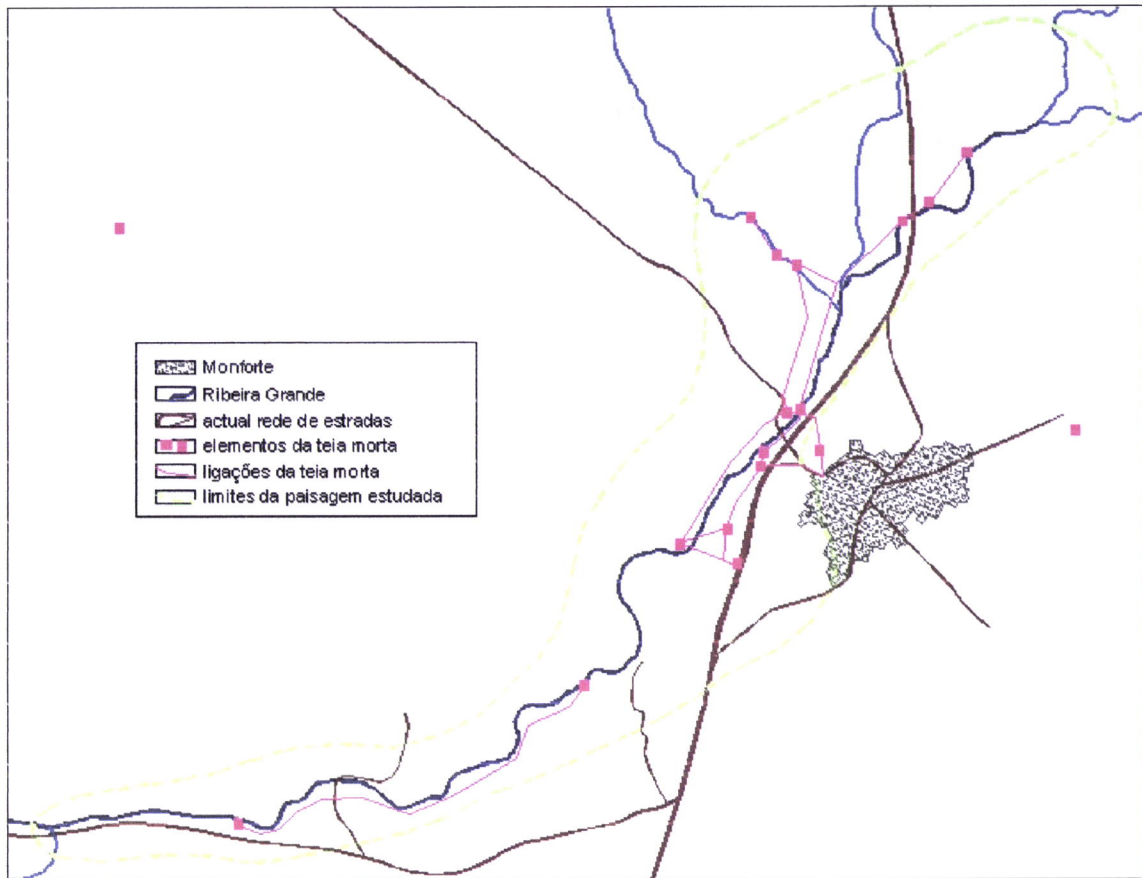 Monforte
Ribeira Grande
actual rede de estradas
elementos da teia morta
ligações da teia morta
limites da paisagem estudada